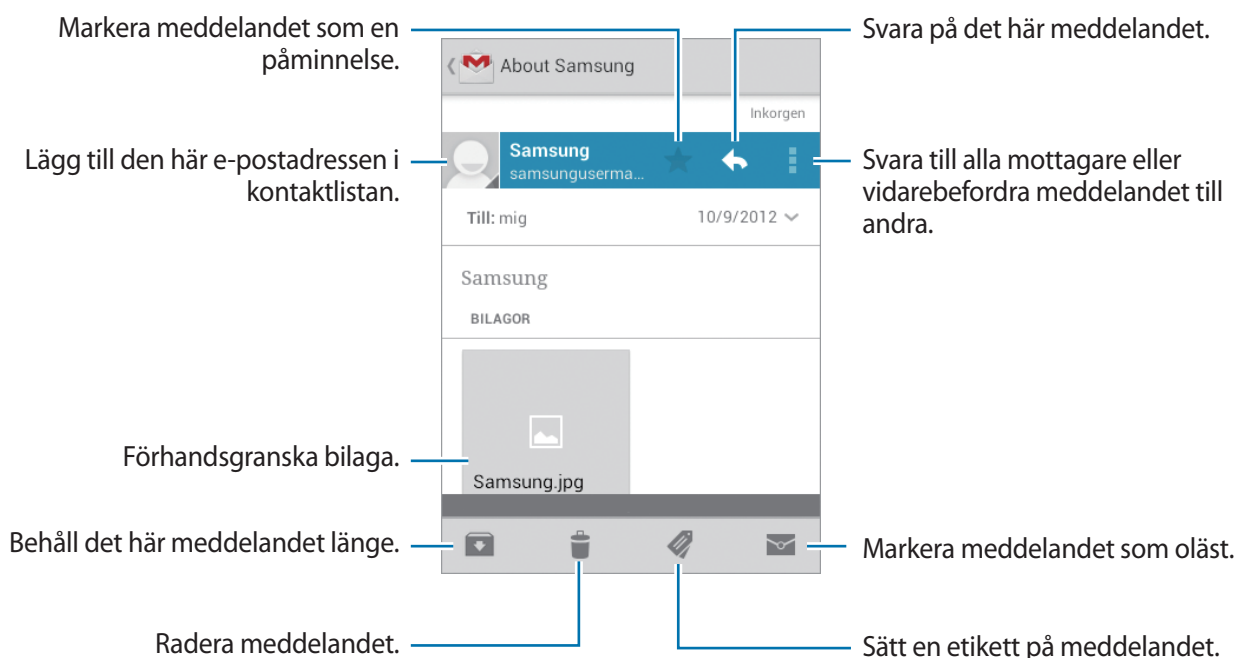 Markera meddelandet som en
påminnelse.
Svara på det här meddelandet.
About Samsung
Inkorgen
Lägg till den här e-postadressen i
kontaktlistan.
Samsung
samsunguserma...
Svara till alla mottagare eller
vidarebefordra meddelandet till
andra.
Till: mig
10/9/2012
Samsung
BILAGOR
Förhandsgranska bilaga.
Samsung.jpg
Behåll det här meddelandet länge.
Markera meddelandet som oläst.
Radera meddelandet.
Sätt en etikett på meddelandet.